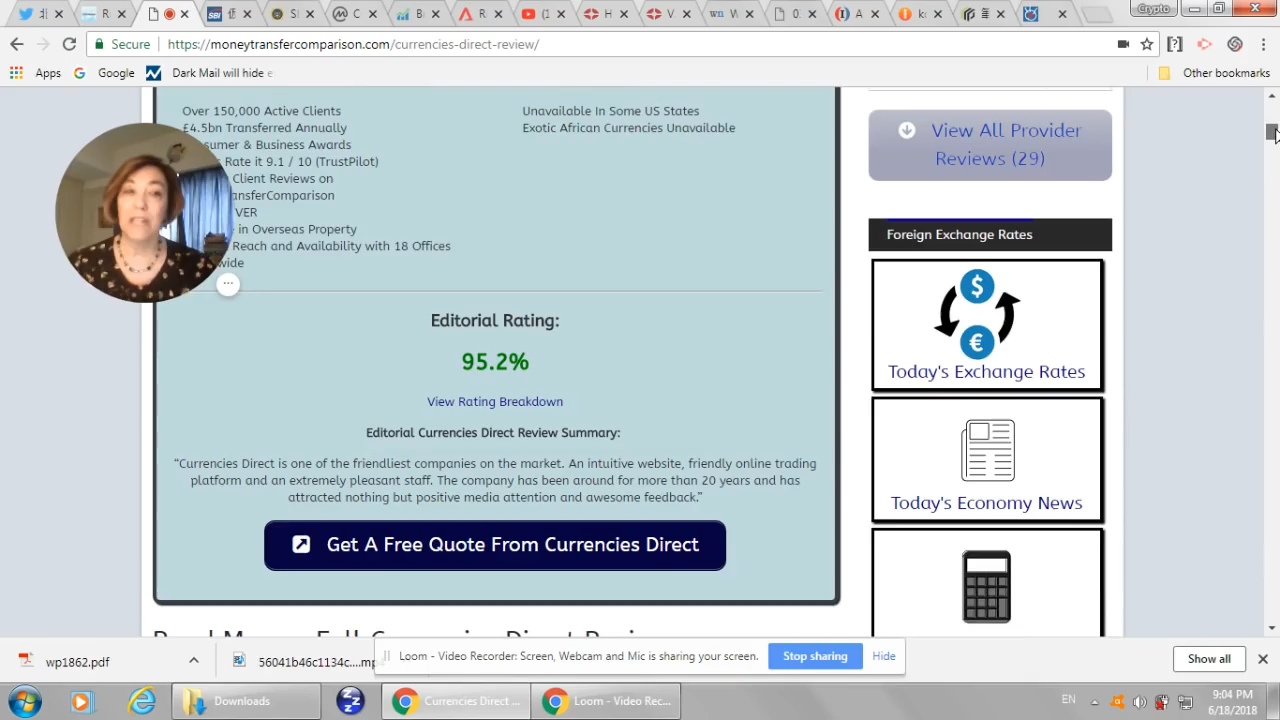 Crypto
Secure
https://moneytransfercomparison.com/currencies-direct-review/
Apps
Google
Dark Mail will hide
Other bookmarks
Over 150,000 Active Clients
£4.5bn Transferred Annually
& Business Awards
Rate it 9.1 / 10 (TrustPilot)
Client Reviews on
in Overseas Property
Reach and Availability with 18 Offices
Unavailable In Some US States
Exotic African Currencies Unavailable
Editorial Rating:
95.2%
View Rating Breakdown
Editorial Currencies Direct Review Summary:
“Currencies Direct is one of the friendliest companies on the market. An intuitive website, friendly online trading
platform and an extremely pleasant staff. The company has been around for more than 20 years and has
attracted nothing but positive media attention and awesome feedback.”
Get A Free Quote From Currencies Direct
View All Provider
Reviews (29)
Foreign Exchange Rates
Today's Exchange Rates
Today's Economy News
wp1862.pdf
56041b46c1134c....mp
Loom - Video Recorder: Screen, Webcam and Mic is sharing your screen.
Stop sharing
Hide
Show all
Downloads
Currencies Direct ...
Loom - Video Rec...
EN
9:04 PM
6/18/2018